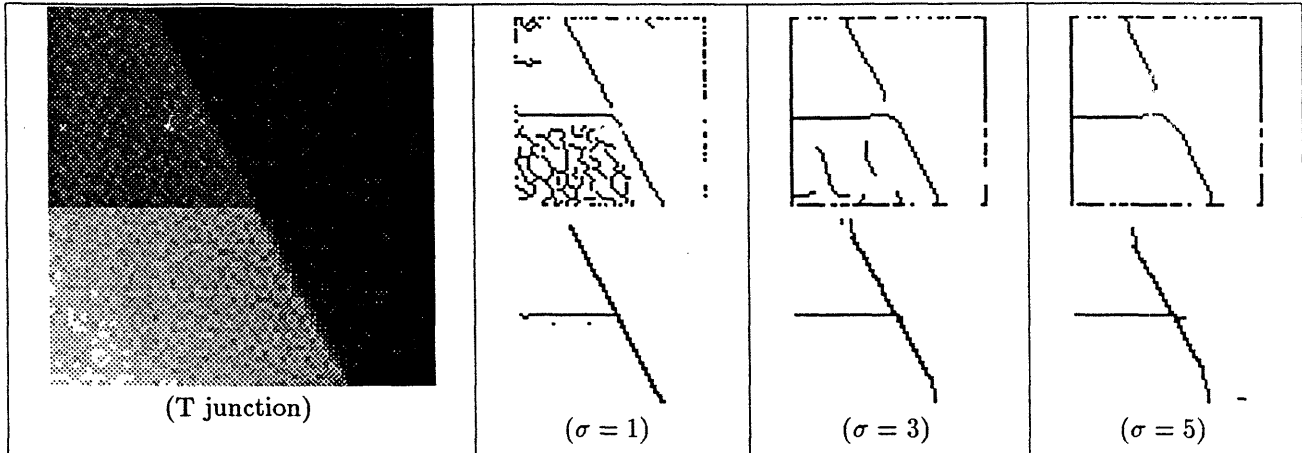 (T junction)
(σ = 1)
(σ = 3)
(σ = 5)